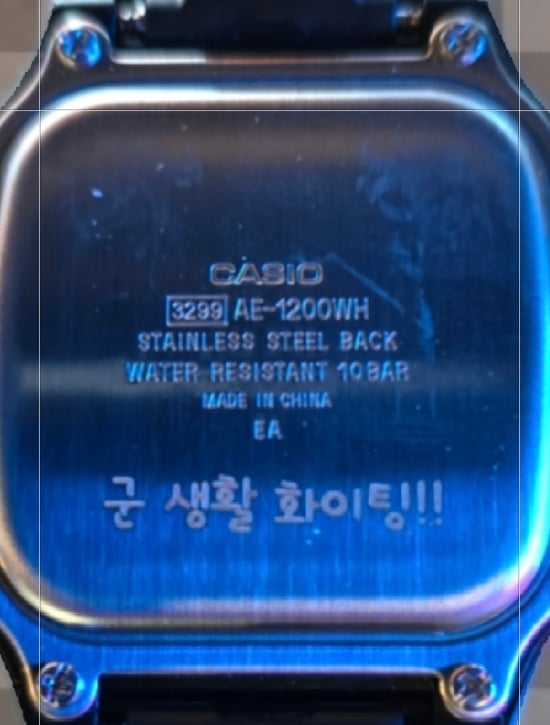 CASIO
3299 AE-1200WH
STAINLESS STEEL BACK
WATER RESISTANT 10BAR
MADE IN CHINA
EA
군 생활 화이팅!!!